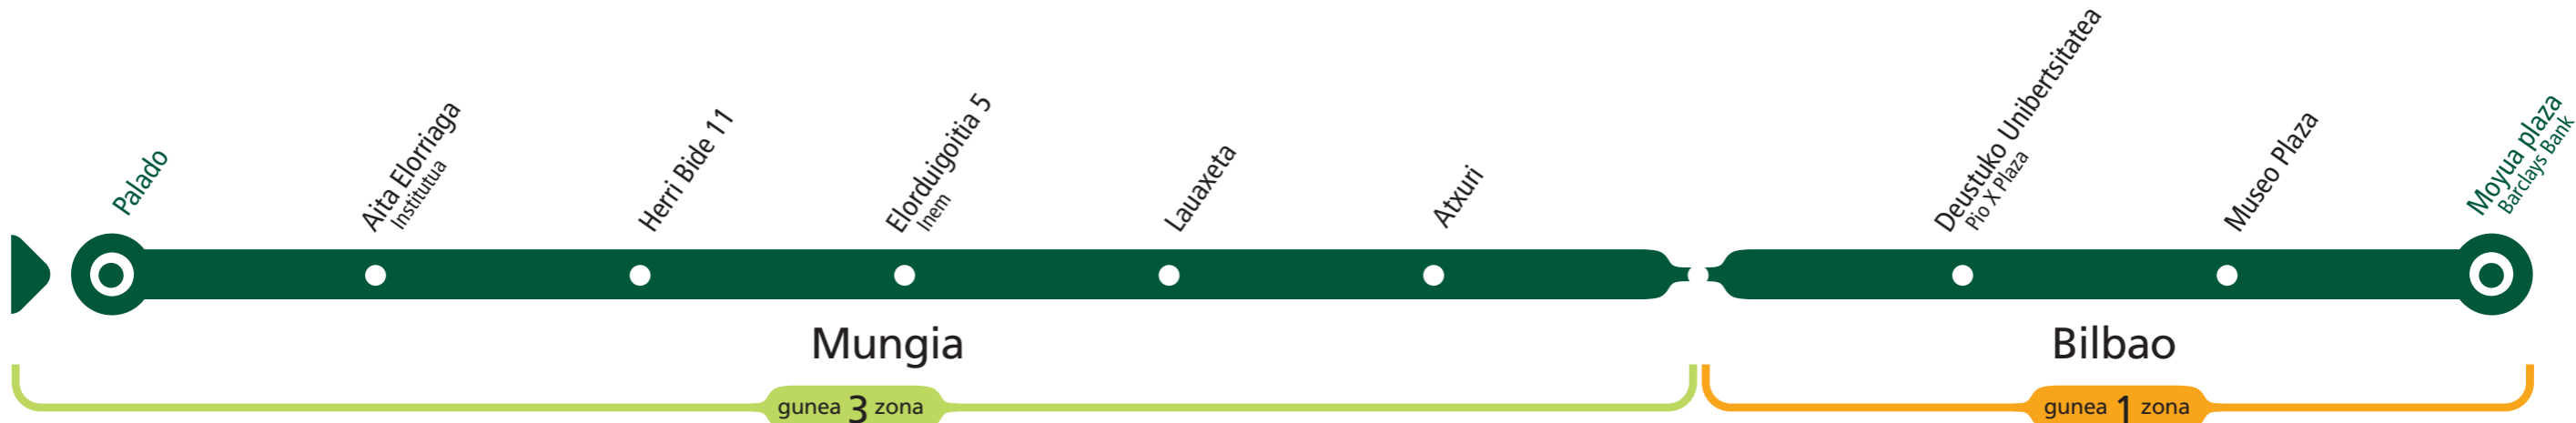 Palado
Aita Elorriaga
Institutua
Herri Bide 11
Elorduigoitia 5
Inem
Lauaxeta
Atxuri
Deustuko Unibertsitatea
Pio X Plaza
Museo Plaza
Moyua plaza
Barclays Bank
Mungia
Bilbao
gunea 3 zona
gunea 1 zona